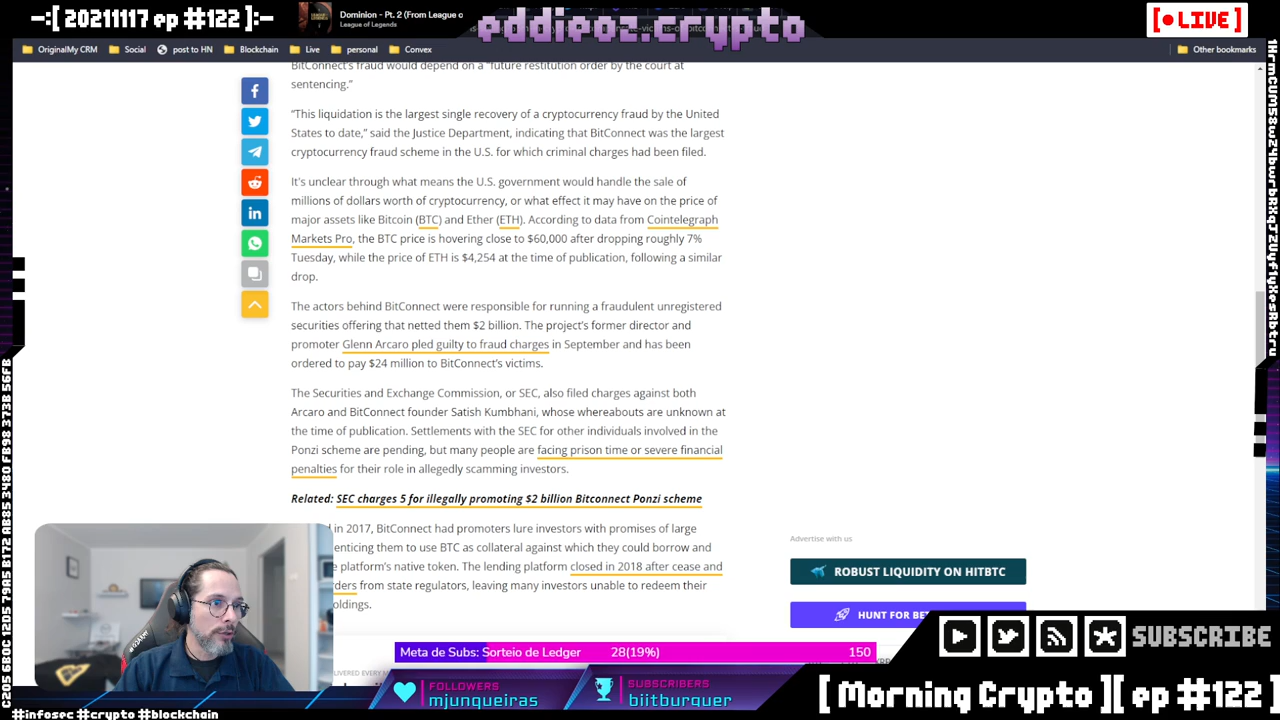 -:[ 20211117 ep #122 ]:-
Dominion - Pt. 2 (From League c
League of Legends
eddieoz.crypto
[● LIVE ]
OriginalMy CRM
Social
post to HN
Blockchain
Live
personal
Convex
Other bookmarks
BitConnect's fraud would depend on a "future restitution order by the court at
sentencing."
"This liquidation is the largest single recovery of a cryptocurrency fraud by the United
States to date," said the Justice Department, indicating that BitConnect was the largest
cryptocurrency fraud scheme in the U.S. for which criminal charges had been filed.
It's unclear through what means the U.S. government would handle the sale of
millions of dollars worth of cryptocurrency, or what effect it may have on the price of
major assets like Bitcoin (BTC) and Ether (ETH). According to data from Cointelegraph
Markets Pro, the BTC price is hovering close to $60,000 after dropping roughly 7%
Tuesday, while the price of ETH is $4,254 at the time of publication, following a similar
drop.
The actors behind BitConnect were responsible for running a fraudulent unregistered
securities offering that netted them $2 billion. The project's former director and
promoter Glenn Arcaro pled guilty to fraud charges in September and has been
ordered to pay $24 million to BitConnect's victims.
The Securities and Exchange Commission, or SEC, also filed charges against both
Arcaro and BitConnect founder Satish Kumbhani, whose whereabouts are unknown at
the time of publication. Settlements with the SEC for other individuals involved in the
Ponzi scheme are pending, but many people are facing prison time or severe financial
penalties for their role in allegedly scamming investors.
Related: SEC charges 5 for illegally promoting $2 billion Bitconnect Ponzi scheme
in 2017, BitConnect had promoters lure investors with promises of large
enticing them to use BTC as collateral against which they could borrow and
e platform's native token. The lending platform closed in 2018 after cease and
rders from state regulators, leaving many investors unable to redeem their
oldings.
Advertise with us
ROBUST LIQUIDITY ON HITBTC
HUNT FOR BE
Meta de Subs: Sorteio de Ledger
28(19%)
150
SUBSCRIBE
FOLLOWERS
mjunqueiras
SUBSCRIBERS
biitburguer
[ Morning Crypto ][ ep #122 ]
#infosec #crypto #blockchain